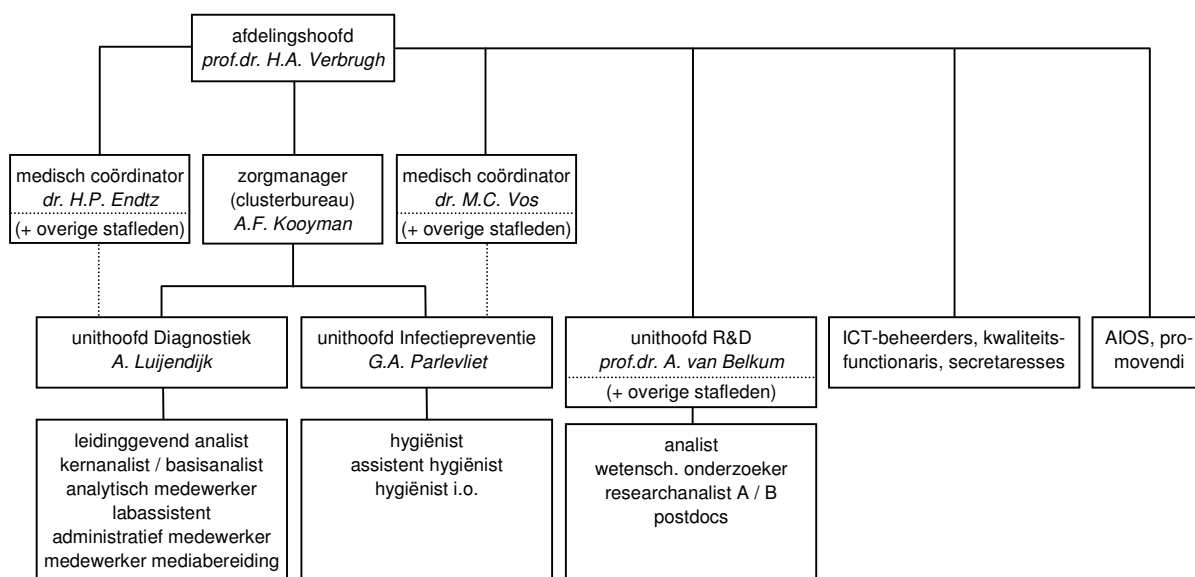 afdelingshoofd
prof.dr. H.A. Verbrugh
medisch coördinator
dr. H.P. Endtz
(+ overige stafleden)
zorgmanager
(clusterbureau)
A.F. Kooyman
medisch coördinator
dr. M.C. Vos
(+ overige stafleden)
unithoofd Diagnostiek
A. Luijendijk
unithoofd Infectiepreventie
G.A. Parlevliet
unithoofd R&D
prof.dr. A. van Belkum
(+ overige stafleden)
ICT-beheerders, kwaliteits-
functionaris, secretaresses
AIOS, pro-
movendi
leidinggevend analist
kernanalist / basisanalist
analytisch medewerker
labassistent
administratief medewerker
medewerker mediabereiding
hygiënist
assistent hygiënist
hygiënist i.o.
analist
wetensch. onderzoeker
researchanalist A / B
postdocs